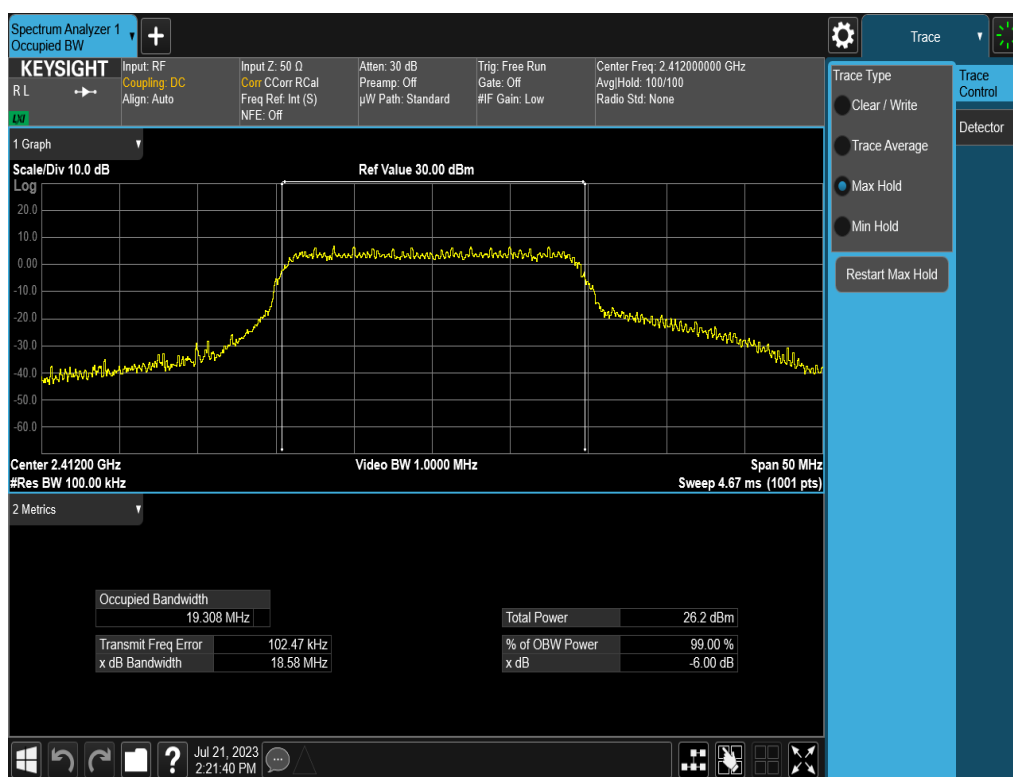 Spectrum Analyzer 1
Occupied BW
Trace
KEYSIGHT
R L
LXI
Input: RF
Coupling: DC
Align: Auto
Input Z: 50 Ω
Corr CCorr RCal
Freq Ref: Int (S)
NFE: Off
Atten: 30 dB
Preamp: Off
µW Path: Standard
Trig: Free Run
Gate: Off
#IF Gain: Low
Center Freq: 2.412000000 GHz
Avg|Hold: 100/100
Radio Std: None
Trace Type
Clear / Write
Trace Average
Max Hold
Min Hold
Restart Max Hold
Trace
Control
Detector
1 Graph
Scale/Div 10.0 dB
Ref Value 30.00 dBm
Log
20.0
10.0
0.00
-10.0
-20.0
-30.0
-40.0
-50.0
-60.0
Center 2.41200 GHz
Video BW 1.0000 MHz
Span 50 MHz
#Res BW 100.00 kHz
Sweep 4.67 ms (1001 pts)
2 Metrics
Occupied Bandwidth
19.308 MHz
Transmit Freq Error 102.47 kHz
x dB Bandwidth 18.58 MHz
Total Power 26.2 dBm
% of OBW Power 99.00 %
x dB -6.00 dB
Jul 21, 2023
2:21:40 PM